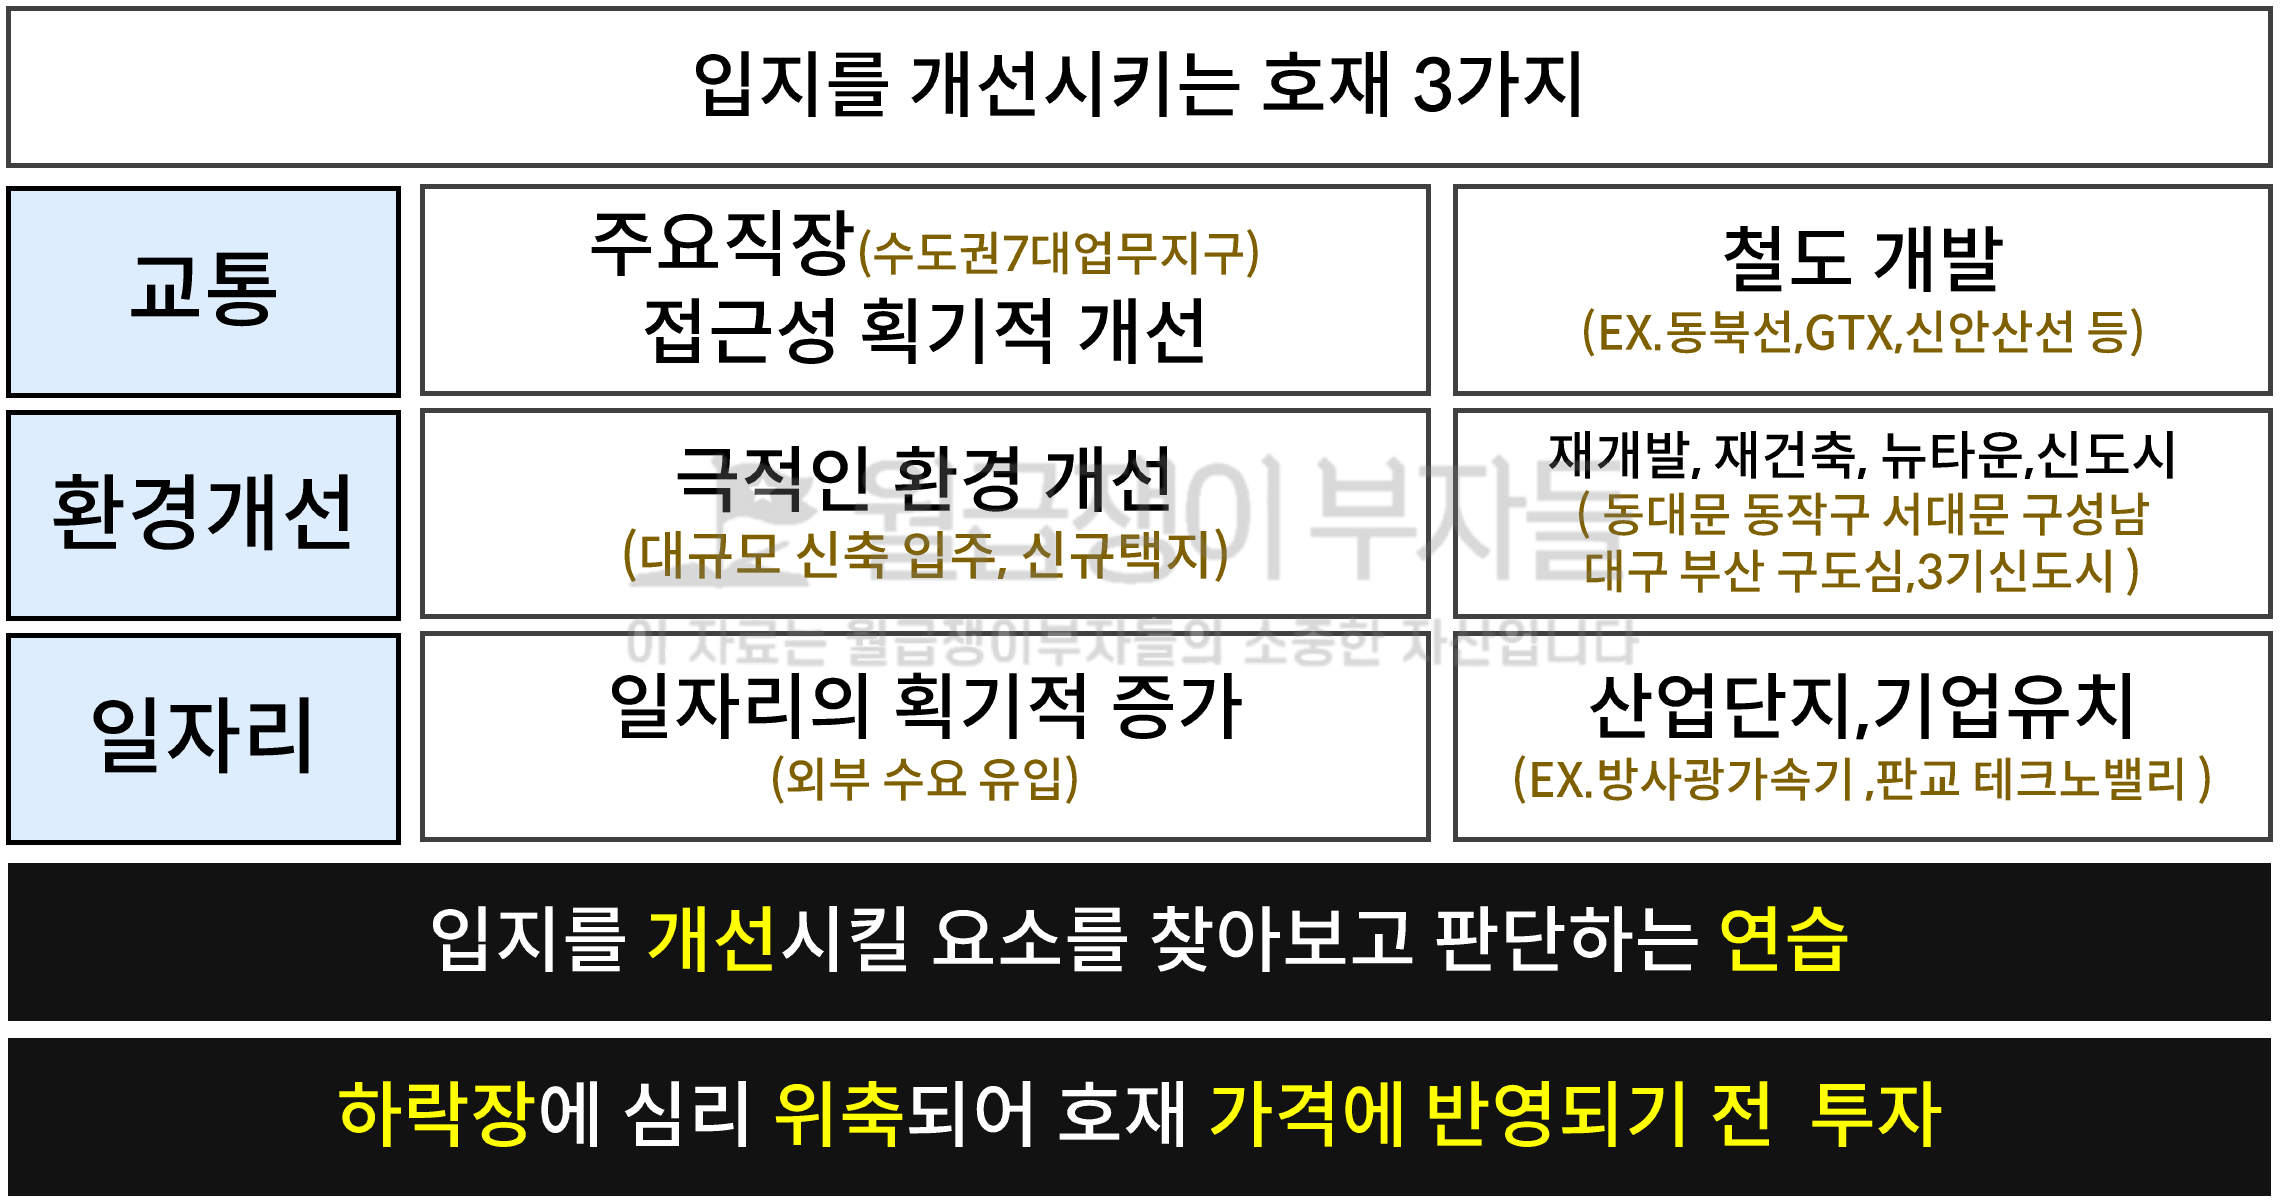 입지를 개선시키는 호재 3가지
교통
주요직장(수도권7대업무지구)
접근성 획기적 개선
철도 개발
(EX.동북선,GTX,신안산선 등)
환경개선
극적인 환경 개선
(대규모 신축 입주, 신규택지)
재개발, 재건축, 뉴타운,신도시
( 동대문 동작구 서대문 구성남
대구 부산 구도심,3기신도시 )
월급쟁이 부자들
이 자료는 월급쟁이부자들의 소중한 자산입니다
일자리
일자리의 획기적 증가
(외부 수요 유입)
산업단지,기업유치
(EX.방사광가속기 ,판교 테크노밸리 )
입지를 개선시킬 요소를 찾아보고 판단하는 연습
하락장에 심리 위축되어 호재 가격에 반영되기 전 투자